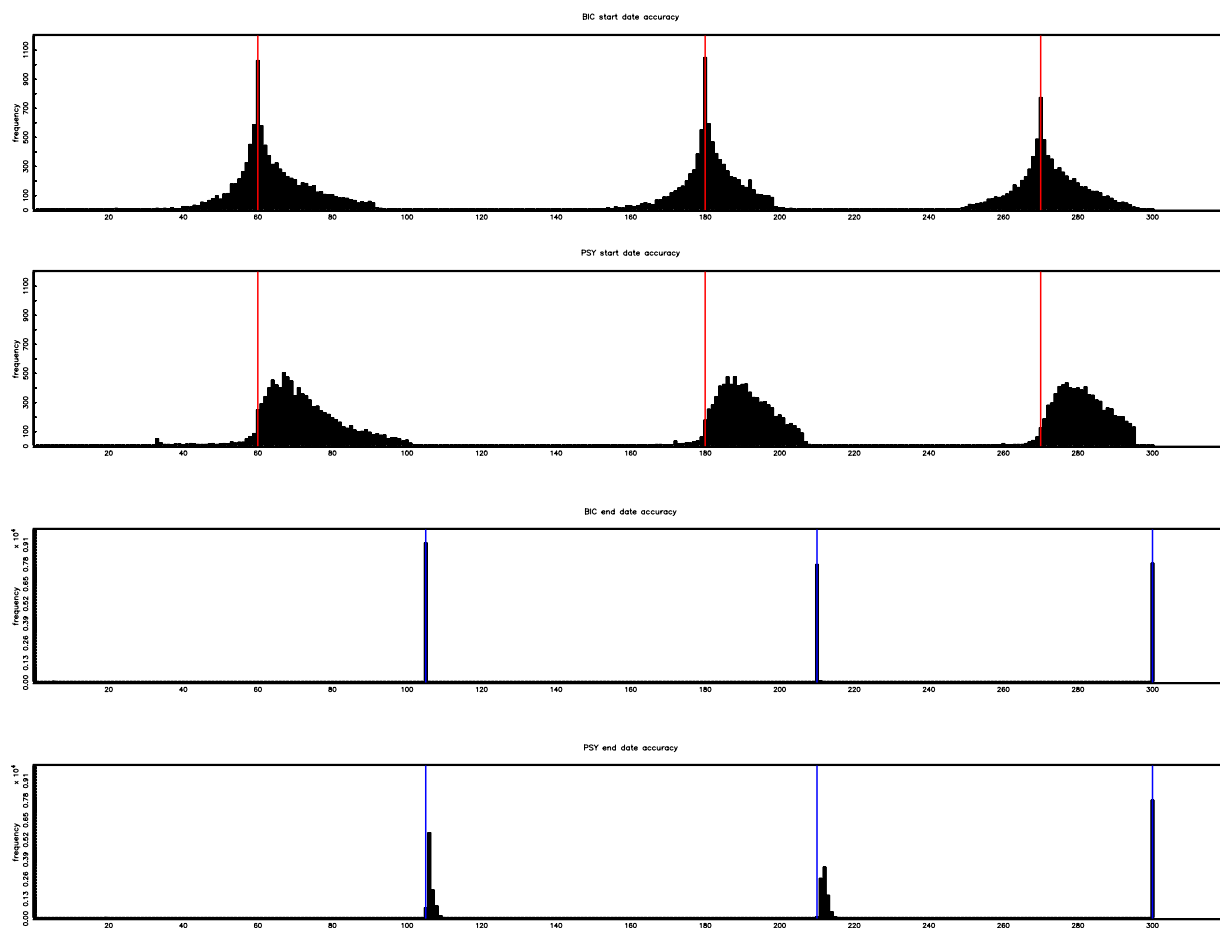 BIC start date accuracy
frequency
0 100 300 500 700 900 1100
20 40 60 80 100 120 140 160 180 200 220 240 260 280 300
PSY start date accuracy
frequency
0 100 300 500 700 900 1100
20 40 60 80 100 120 140 160 180 200 220 240 260 280 300
BIC end date accuracy
x 10⁴
frequency
0.00 0.13 0.26 0.39 0.52 0.65 0.78 0.91
20 40 60 80 100 120 140 160 180 200 220 240 260 280 300
PSY end date accuracy
x 10⁴
frequency
0.00 0.13 0.26 0.39 0.52 0.65 0.78 0.91
20 40 60 80 100 120 140 160 180 200 220 240 260 280 300